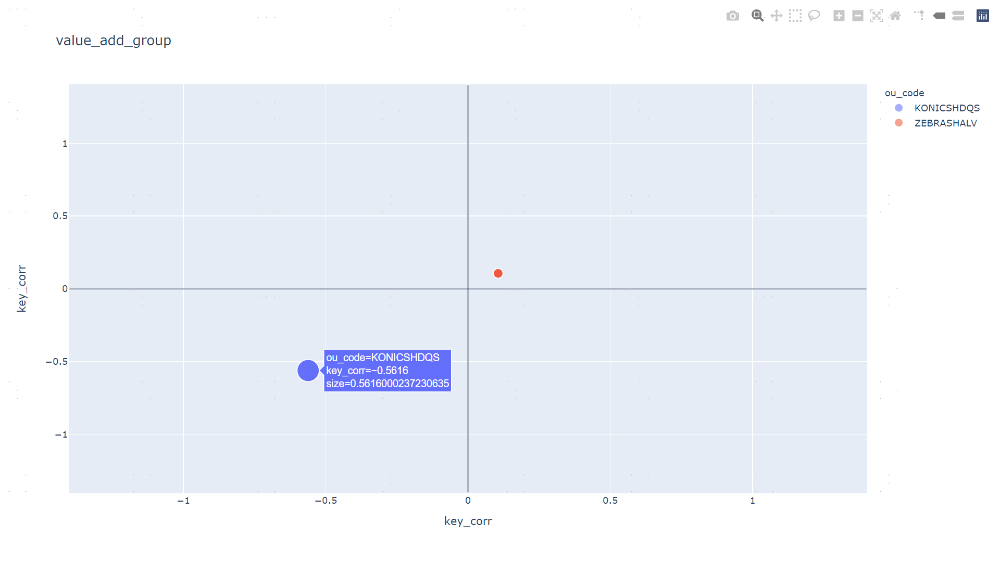 value_add_group
ou_code
KONICSHDQS
ZEBRASHALV
1
0.5
0
−0.5
−1
key_corr
ou_code=KONICSHDQS
key_corr=−0.5616
size=0.5616000237230635
−1
−0.5
0
0.5
1
key_corr